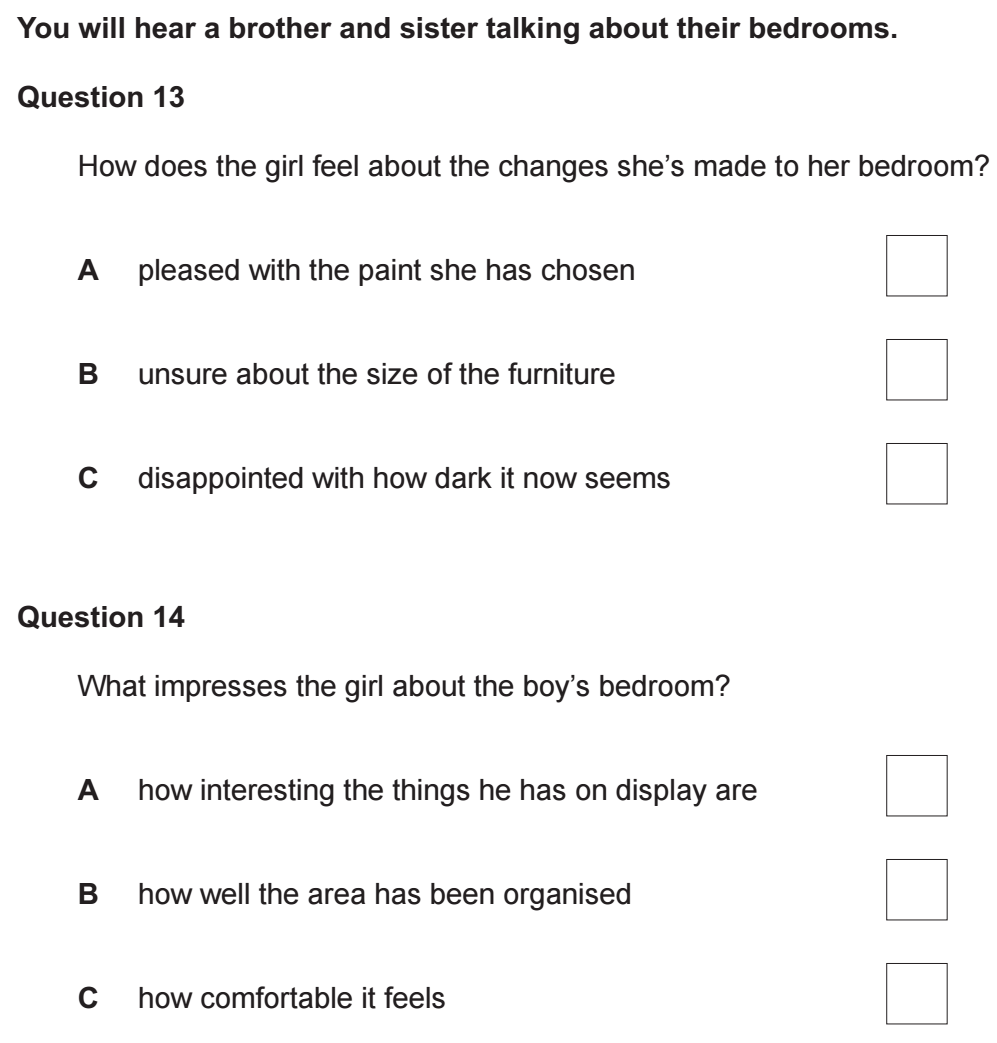 You will hear a brother and sister talking about their bedrooms.
Question 13
How does the girl feel about the changes she’s made to her bedroom?
A pleased with the paint she has chosen
B unsure about the size of the furniture
C disappointed with how dark it now seems
Question 14
What impresses the girl about the boy’s bedroom?
A how interesting the things he has on display are
B how well the area has been organised
C how comfortable it feels